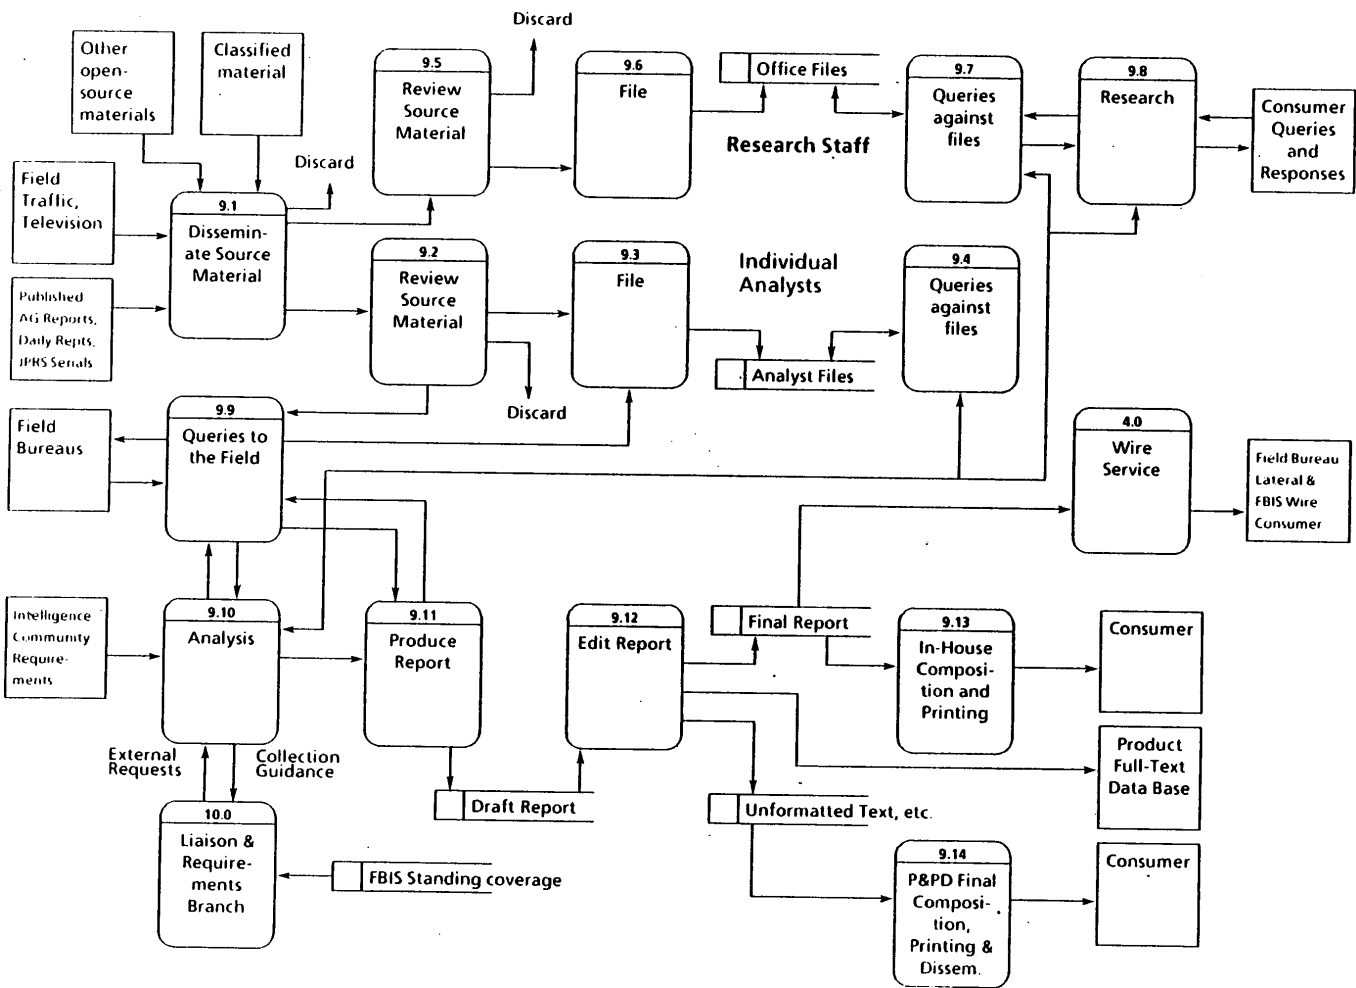 Discard
Other
open-
source
materials
Classified
material
9.5
Review
Source
Material
9.6
File
Office Files
9.7
Queries
against
files
9.8
Research
Consumer
Queries
and
Responses
Research Staff
Discard
Field
Traffic,
Television
9.1
Dissemin-
ate Source
Material
9.2
Review
Source
Material
9.3
File
Individual
Analysts
9.4
Queries
against
files
Published
AG Reports,
Daily Repts,
JPRS Serials
Analyst Files
Discard
Field
Bureaus
9.9
Queries to
the Field
4.0
Wire
Service
Field Bureau
Lateral &
FBIS Wire
Consumer
Intelligence
Community
Require-
ments
9.10
Analysis
9.11
Produce
Report
9.12
Edit Report
Final Report
9.13
In-House
Composi-
tion and
Printing
Consumer
External
Requests
Collection
Guidance
Product
Full-Text
Data Base
Draft Report
Unformatted Text, etc.
10.0
Liaison &
Require-
ments
Branch
FBIS Standing coverage
9.14
P&PD Final
Composi-
tion,
Printing &
Dissem.
Consumer